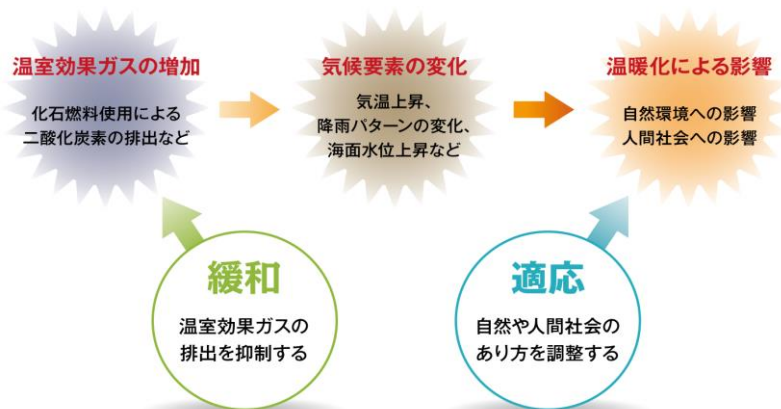 温室効果ガスの増加
化石燃料使用による
二酸化炭素の排出など
気候要素の変化
気温上昇、
降雨パターンの変化、
海面水位上昇など
温暖化による影響
自然環境への影響
人間社会への影響
緩和
温室効果ガスの
排出を抑制する
適応
自然や人間社会の
あり方を調整する